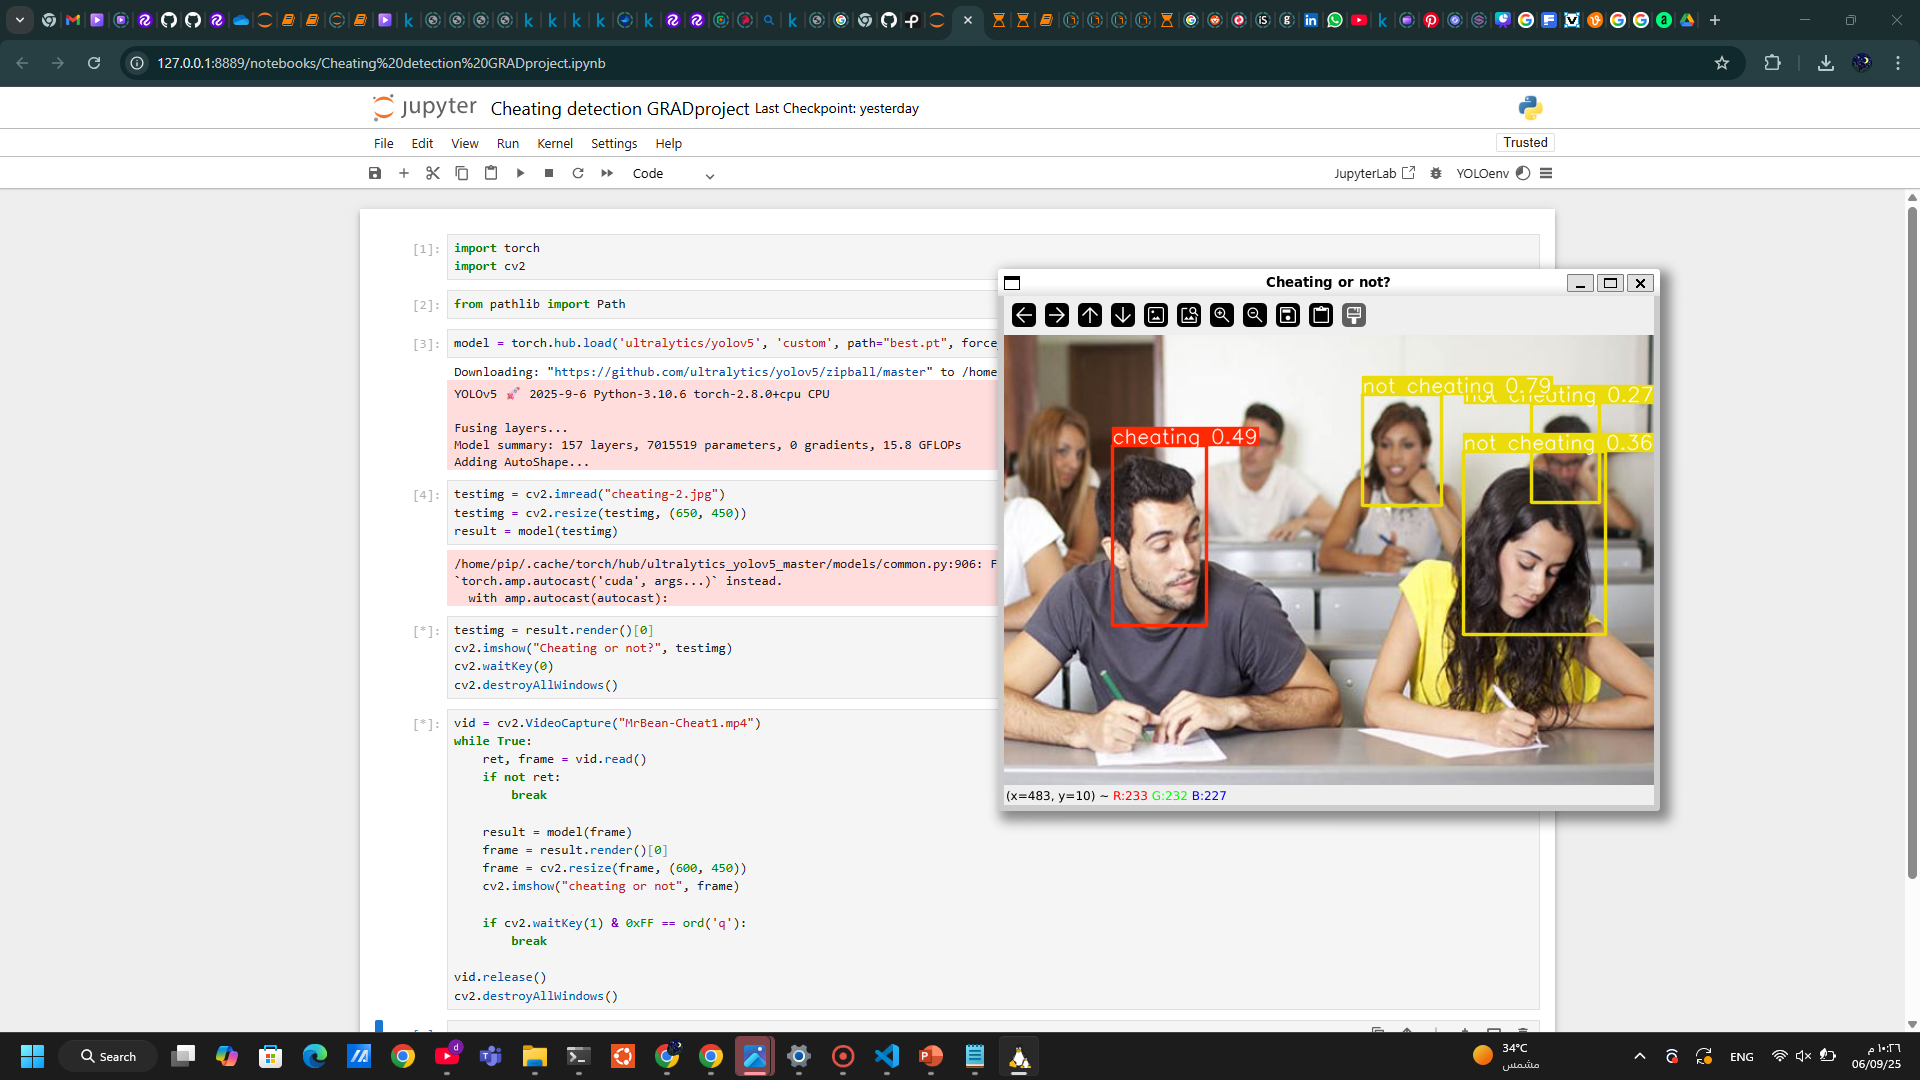 127.0.0.1:8889/notebooks/Cheating%20detection%20GRADproject.ipynb
jupyter Cheating detection GRADproject Last Checkpoint: yesterday
File Edit View Run Kernel Settings Help
Trusted
Code
JupyterLab
YOLOenv
[1]:
import torch
import cv2
[2]:
from pathlib import Path
[3]:
model = torch.hub.load('ultralytics/yolov5', 'custom', path="best.pt", force_
Downloading: "https://github.com/ultralytics/yolov5/zipball/master" to /home
YOLOv5 🚀 2025-9-6 Python-3.10.6 torch-2.8.0+cpu CPU
Fusing layers...
Model summary: 157 layers, 7015519 parameters, 0 gradients, 15.8 GFLOPs
Adding AutoShape...
[4]:
testimg = cv2.imread("cheating-2.jpg")
testimg = cv2.resize(testimg, (650, 450))
result = model(testimg)
/home/pip/.cache/torch/hub/ultralytics_yolov5_master/models/common.py:906: F
`torch.amp.autocast('cuda', args...)` instead.
with amp.autocast(autocast):
[*]:
testimg = result.render()[0]
cv2.imshow("Cheating or not?", testimg)
cv2.waitKey(0)
cv2.destroyAllWindows()
[*]:
vid = cv2.VideoCapture("MrBean-Cheat1.mp4")
while True:
ret, frame = vid.read()
if not ret:
break
result = model(frame)
frame = result.render()[0]
frame = cv2.resize(frame, (600, 450))
cv2.imshow("cheating or not", frame)
if cv2.waitKey(1) & 0xFF == ord('q'):
break
vid.release()
cv2.destroyAllWindows()
Cheating or not?
not cheating 0.79
not cheating 0.27
cheating 0.49
not cheating 0.36
(x=483, y=10) ~ R:233 G:232 B:227
Search
34°C
مشمس
ENG
١٠:٢٦ م
06/09/25